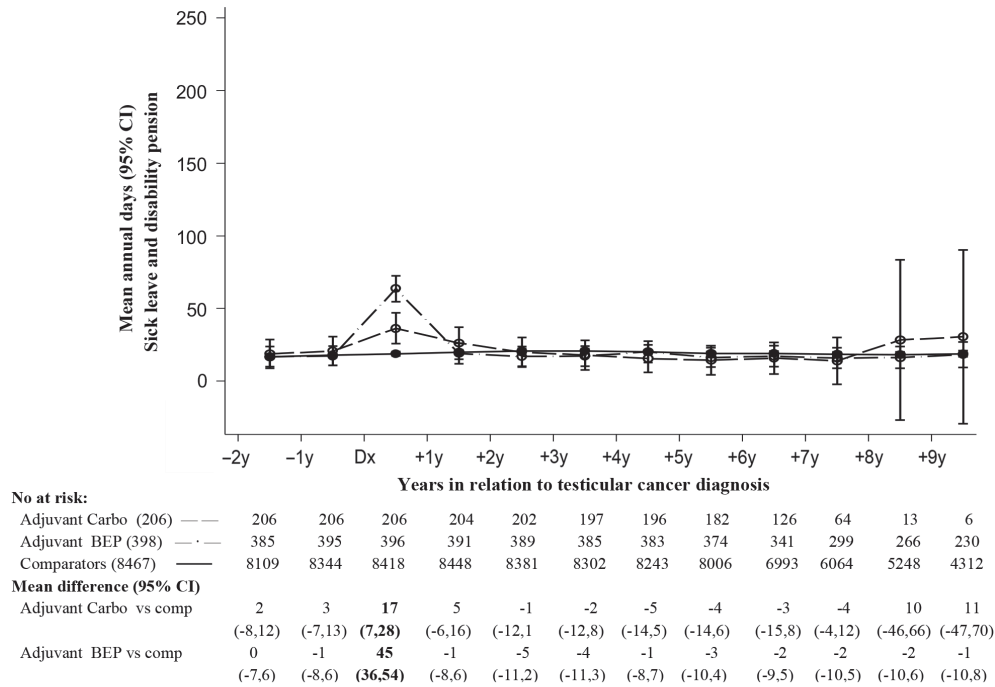 250
200
150
100
50
0
Mean annual days (95% CI)
Sick leave and disability pension
−2y −1y Dx +1y +2y +3y +4y +5y +6y +7y +8y +9y
Years in relation to testicular cancer diagnosis
No at risk:
Adjuvant Carbo (206) 206 206 206 204 202 197 196 182 126 64 13 6
Adjuvant BEP (398) 385 395 396 391 389 385 383 374 341 299 266 230
Comparators (8467) 8109 8344 8418 8448 8381 8302 8243 8006 6993 6064 5248 4312
Mean difference (95% CI)
Adjuvant Carbo vs comp 2 3 17 5 -1 -2 -5 -4 -3 -4 10 11
(-8,12) (-7,13) (7,28) (-6,16) (-12,1 (-12,8) (-14,5) (-14,6) (-15,8) (-4,12) (-46,66) (-47,70)
Adjuvant BEP vs comp 0 -1 45 -1 -5 -4 -1 -3 -2 -2 -2 -1
(-7,6) (-8,6) (36,54) (-8,6) (-11,2) (-11,3) (-8,7) (-10,4) (-9,5) (-10,5) (-10,6) (-10,8)